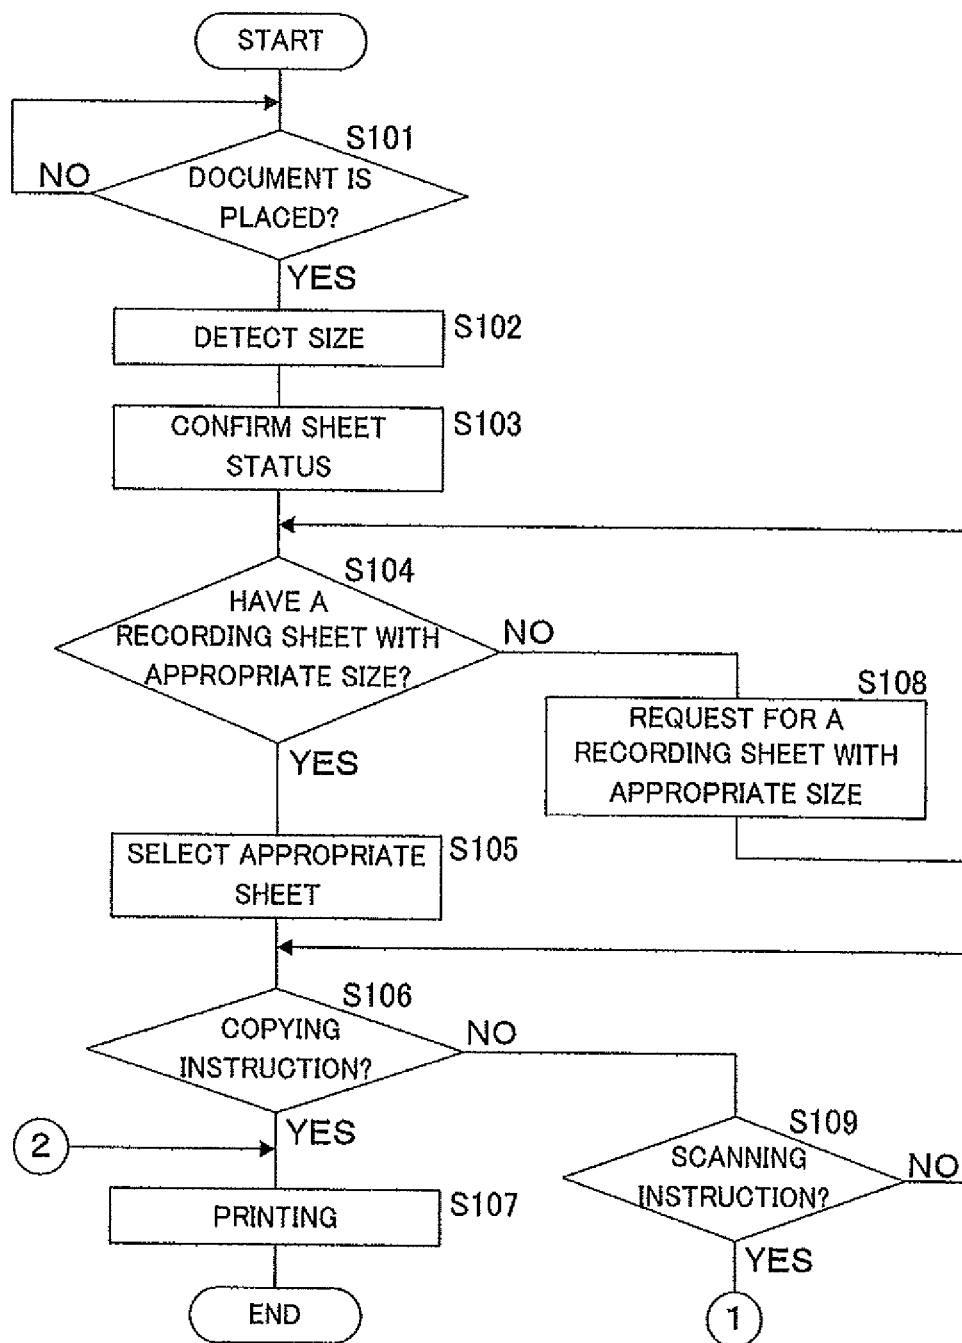 START
S101
NO
DOCUMENT IS
PLACED?
YES
DETECT SIZE
S102
CONFIRM SHEET
STATUS
S103
S104
HAVE A
RECORDING SHEET WITH
APPROPRIATE SIZE?
NO
YES
S108
REQUEST FOR A
RECORDING SHEET WITH
APPROPRIATE SIZE
SELECT APPROPRIATE
SHEET
S105
S106
COPYING
INSTRUCTION?
NO
YES
2
S109
SCANNING
INSTRUCTION?
NO
YES
PRINTING
S107
END
1